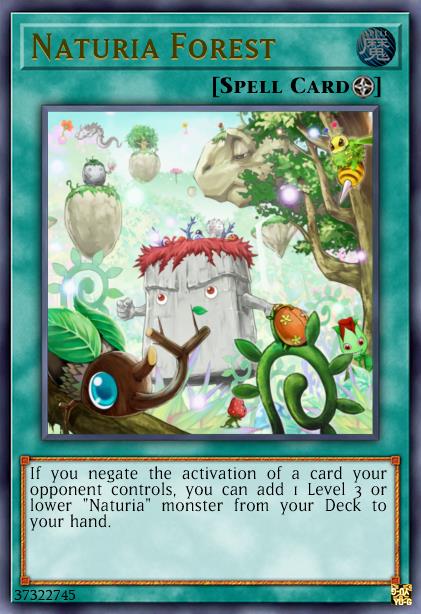 Naturia Forest
魔
[Spell Card]
If you negate the activation of a card your
opponent controls, you can add 1 Level 3 or
lower "Naturia" monster from your Deck to
your hand.
37322745